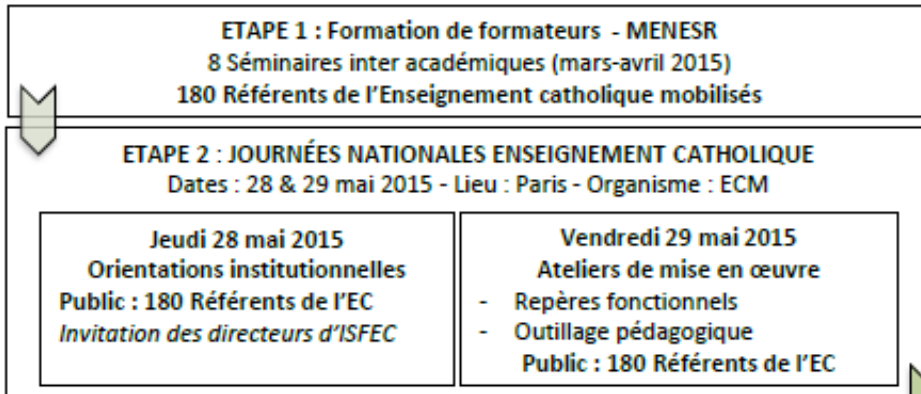 ETAPE 1 : Formation de formateurs - MENESR
8 Séminaires inter académiques (mars-avril 2015)
180 Référents de l'Enseignement catholique mobilisés
ETAPE 2 : JOURNÉES NATIONALES ENSEIGNEMENT CATHOLIQUE
Dates : 28 & 29 mai 2015 - Lieu : Paris - Organisme : ECM
Jeudi 28 mai 2015
Orientations institutionnelles
Public : 180 Référents de l'EC
Invitation des directeurs d'ISFEC
Vendredi 29 mai 2015
Ateliers de mise en œuvre
- Repères fonctionnels
- Outillage pédagogique
Public : 180 Référents de l'EC